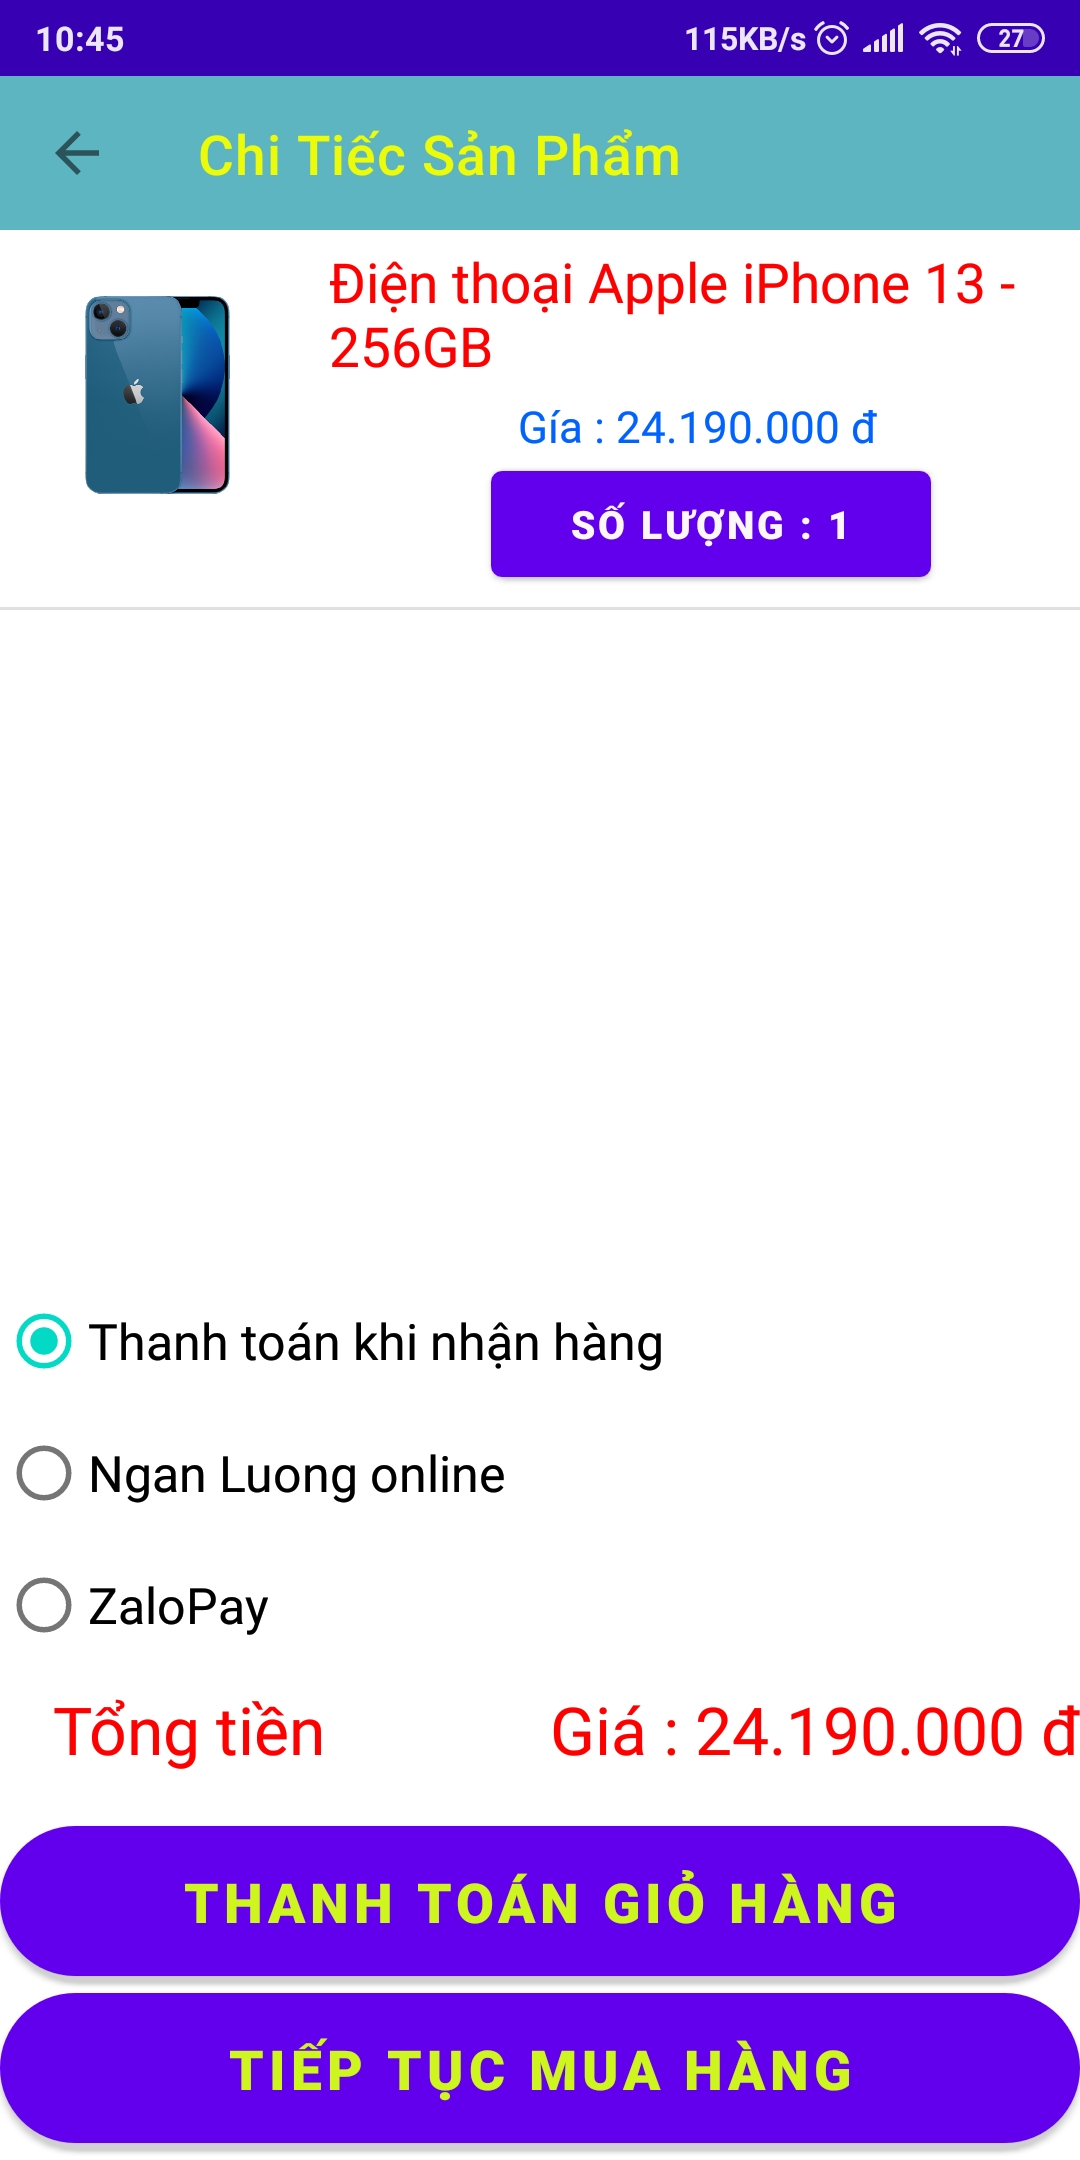 10:45
115KB/s
27
Chi Tiếc Sản Phẩm
Điện thoại Apple iPhone 13 -
256GB
Gía : 24.190.000 đ
SỐ LƯỢNG : 1
Thanh toán khi nhận hàng
Ngan Luong online
ZaloPay
Tổng tiền
Giá : 24.190.000 đ
THANH TOÁN GIỎ HÀNG
TIẾP TỤC MUA HÀNG